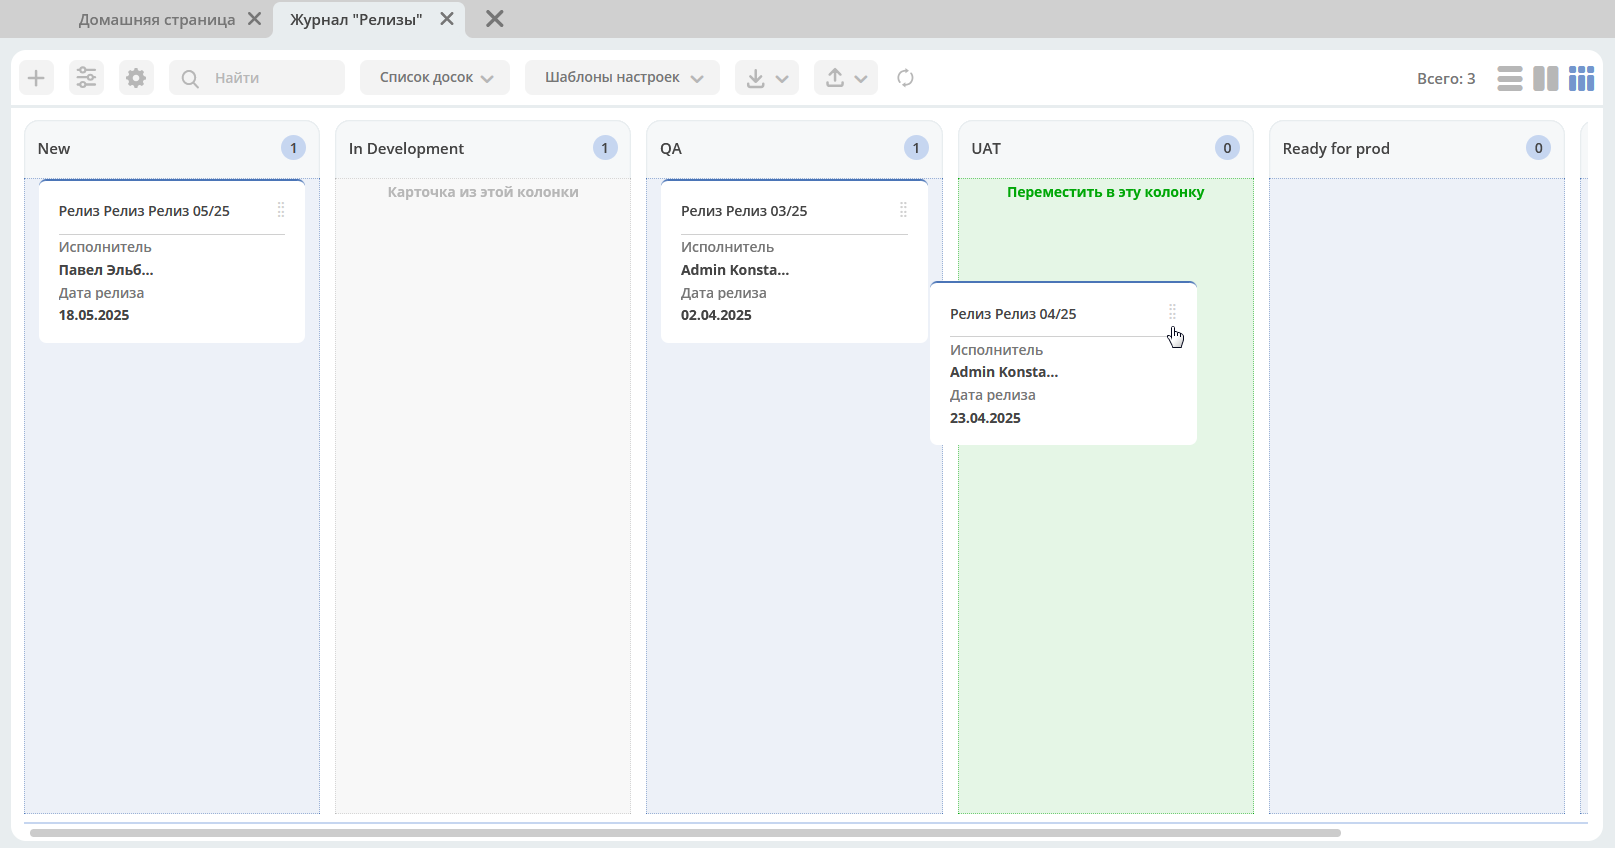 Домашняя страница
Журнал "Релизы"
Найти
Список досок
Шаблоны настроек
Всего: 3
New 1
In Development 1
QA 1
UAT 0
Ready for prod 0
Релиз Релиз Релиз 05/25
Исполнитель
Павел Эльб...
Дата релиза
18.05.2025
Карточка из этой колонки
Релиз Релиз 03/25
Исполнитель
Admin Konsta...
Дата релиза
02.04.2025
Переместить в эту колонку
Релиз Релиз 04/25
Исполнитель
Admin Konsta...
Дата релиза
23.04.2025